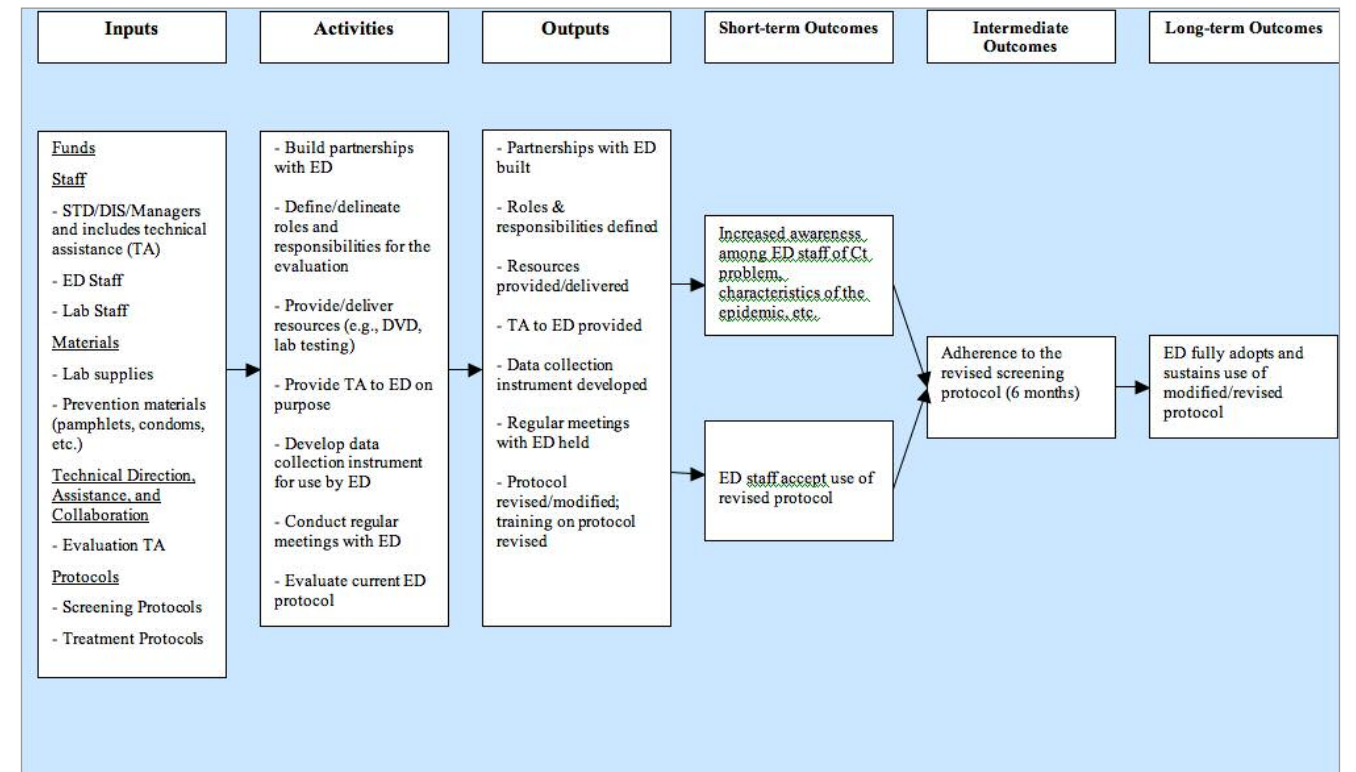 Inputs
Activities
Outputs
Short-term Outcomes
Intermediate
Outcomes
Long-term Outcomes
Funds
Staff
- STD/DIS/Managers
and includes technical
assistance (TA)
- ED Staff
- Lab Staff
Materials
- Lab supplies
- Prevention materials
(pamphlets, condoms,
etc.)
Technical Direction,
Assistance, and
Collaboration
- Evaluation TA
Protocols
- Screening Protocols
- Treatment Protocols
- Build partnerships
with ED
- Define/delineate
roles and
responsibilities for the
evaluation
- Provide/deliver
resources (e.g., DVD,
lab testing)
- Provide TA to ED on
purpose
- Develop data
collection instrument
for use by ED
- Conduct regular
meetings with ED
- Evaluate current ED
protocol
- Partnerships with ED
built
- Roles &
responsibilities defined
- Resources
provided/delivered
- TA to ED provided
- Data collection
instrument developed
- Regular meetings
with ED held
- Protocol
revised/modified;
training on protocol
revised
Increased awareness
among ED staff of Ct
problem,
characteristics of the
epidemic, etc.
ED staff accept use of
revised protocol
Adherence to the
revised screening
protocol (6 months)
ED fully adopts and
sustains use of
modified/revised
protocol